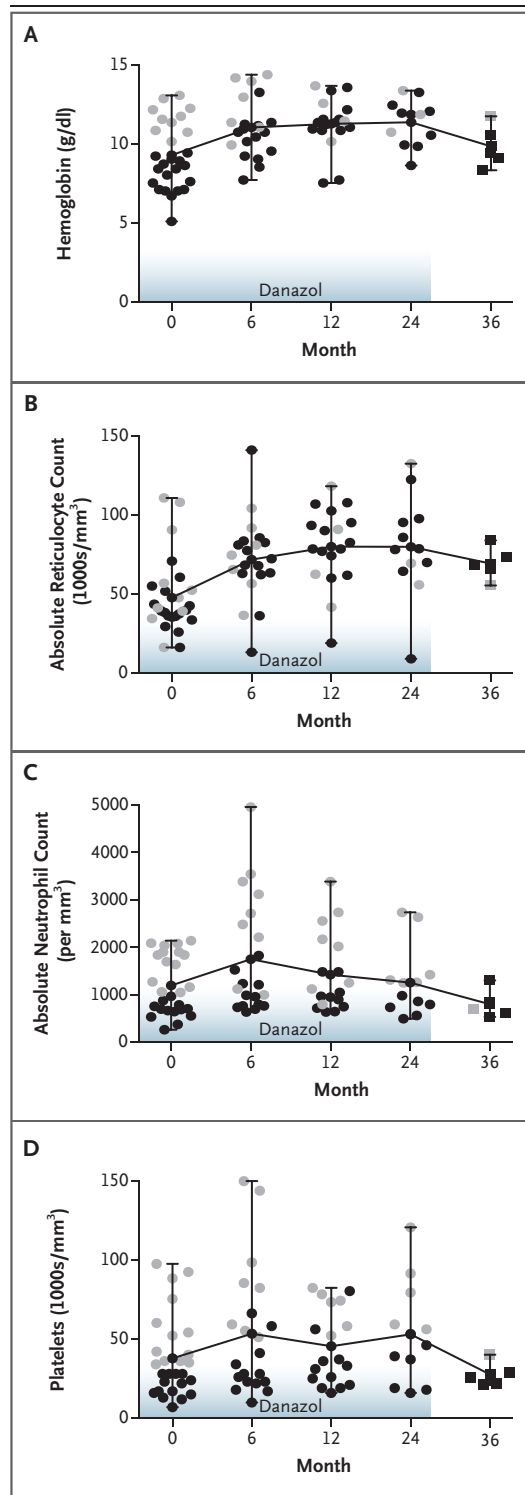 A
Hemoglobin (g/dl)
15
10
5
0
Danazol
0 6 12 24 36
Month
B
Absolute Reticulocyte Count
(1000s/mm³)
150
100
50
0
Danazol
0 6 12 24 36
Month
C
Absolute Neutrophil Count
(per mm³)
5000
4000
3000
2000
1000
0
Danazol
0 6 12 24 36
Month
D
Platelets (1000s/mm³)
150
100
50
0
Danazol
0 6 12 24 36
Month